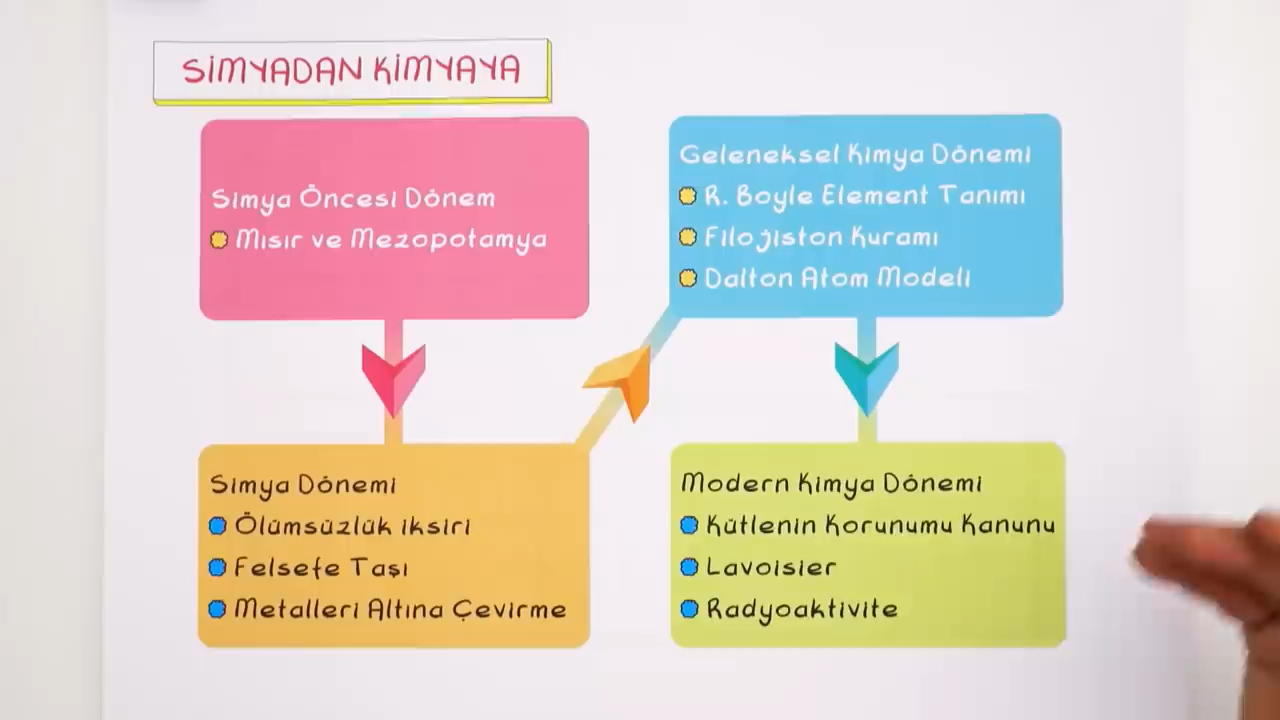 SİMYADAN KİMYAYA
Simya Öncesi Dönem
Mısır ve Mezopotamya
Simya Dönemi
Ölümsüzlük iksiri
Felsefe Taşı
Metalleri Altına Çevirme
Geleneksel Kimya Dönemi
R. Boyle Element Tanımı
Filojiston Kuramı
Dalton Atom Modeli
Modern Kimya Dönemi
Kütlenin Korunumu Kanunu
Lavoisier
Radyoaktivite